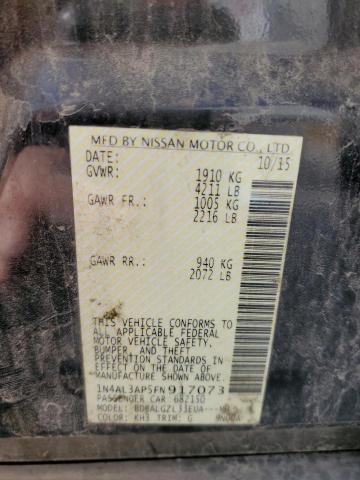 MFD BY NISSAN MOTOR CO., LTD
DATE: 10/15
GVWR: 1910 KG
4211 LB
GAWR FR.: 1005 KG
2216 LB
GAWR RR.: 940 KG
2072 LB
THIS VEHICLE CONFORMS TO
ALL APPLICABLE FEDERAL
MOTOR VEHICLE SAFETY,
BUMPER, AND THEFT
PREVENTION STANDARDS IN
EFFECT ON THE DATE OF
MANUFACTURE SHOWN ABOVE.
1N4AL3AP5FN917073
PASSENGER CAR 682150
MODEL:
COLOR: KH3 TRIM: G